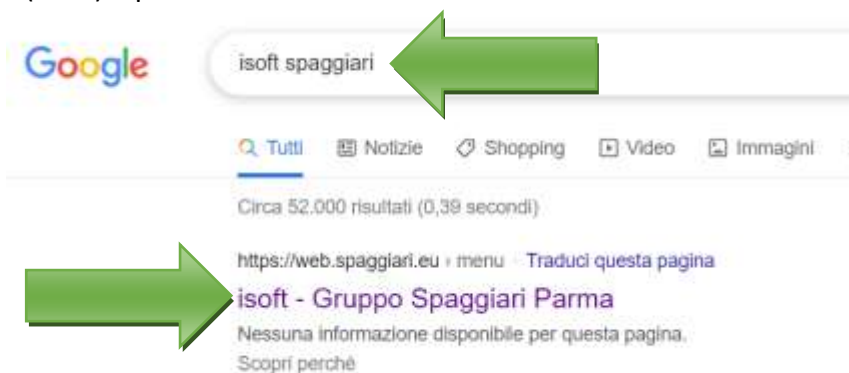 Google
isoft spaggiari
Tutti Notizie Shopping Video Immagini
Circa 52.000 risultati (0,39 secondi)
https://web.spaggiari.eu › menu Traduci questa pagina
isoft - Gruppo Spaggiari Parma
Nessuna informazione disponibile per questa pagina.
Scopri perché